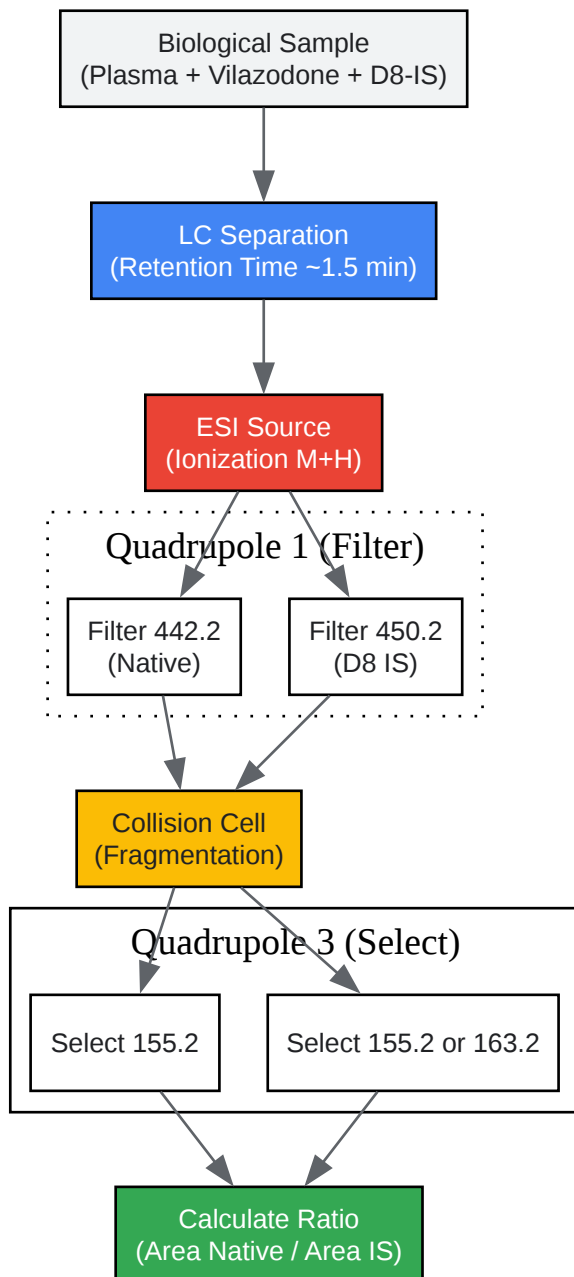 Biological Sample
(Plasma + Vilazodone + D8-IS)
LC Separation
(Retention Time ~1.5 min)
ESI Source
(Ionization M+H)
Quadrupole 1 (Filter)
Filter 442.2
(Native)
Filter 450.2
(D8 IS)
Collision Cell
(Fragmentation)
Quadrupole 3 (Select)
Select 155.2
Select 155.2 or 163.2
Calculate Ratio
(Area Native / Area IS)